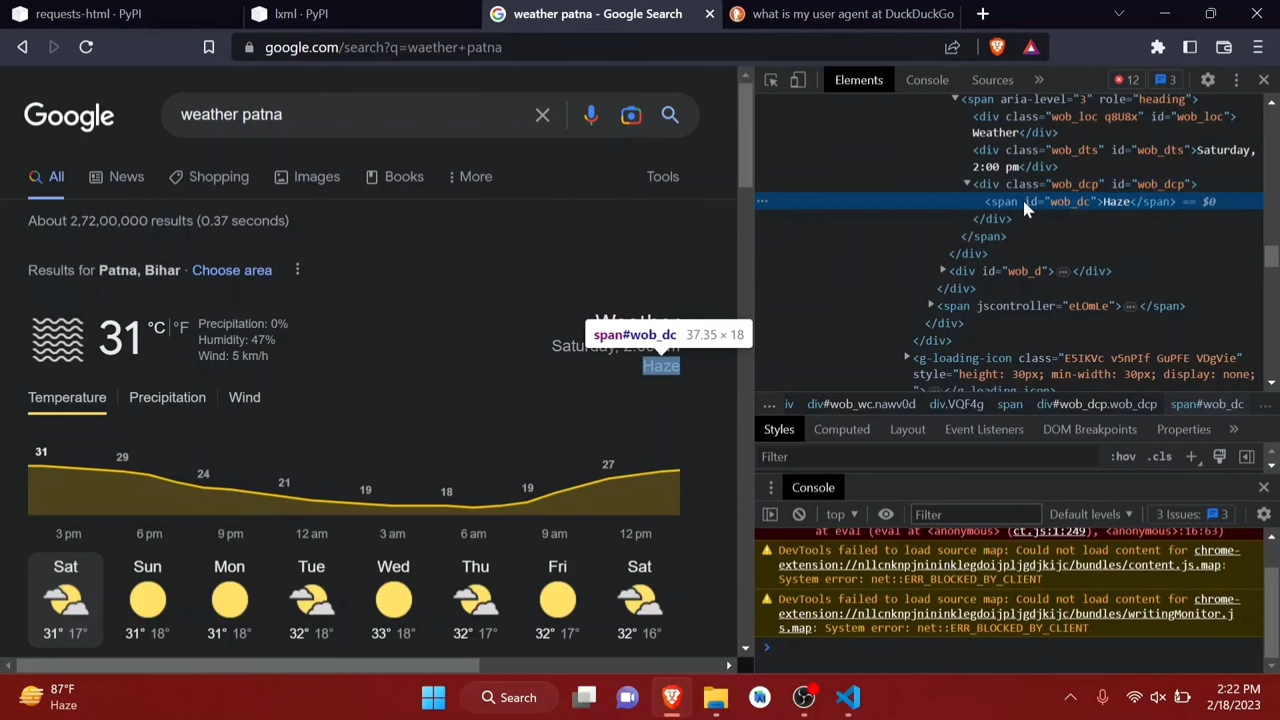 requests-html · PyPI
lxml · PyPI
weather patna - Google Search
what is my user agent at DuckDuckGo
google.com/search?q=waether+patna
Google
weather patna
All
News
Shopping
Images
Books
More
Tools
About 2,72,00,000 results (0.37 seconds)
Results for Patna, Bihar · Choose area
31
°C
°F
Precipitation: 0%
Humidity: 47%
Wind: 5 km/h
span#wob_dc 37.35 × 18
Haze
Temperature
Precipitation
Wind
31
29
24
21
19
18
19
27
3 pm
6 pm
9 pm
12 am
3 am
6 am
9 am
12 pm
Sat
Sun
Mon
Tue
Wed
Thu
Fri
Sat
31° 17°
31° 18°
31° 18°
32° 18°
33° 18°
32° 17°
32° 17°
32° 16°
Elements
Console
Sources
12
3
<span aria-level="3" role="heading">
<div class="wob_loc q8U8x" id="wob_loc">
Weather</div>
<div class="wob_dts" id="wob_dts">Saturday,
2:00 pm</div>
<div class="wob_dcp" id="wob_dcp">
<span id="wob_dc">Haze</span> == $0
</div>
</span>
</div>
<div id="wob_d">…</div>
</div>
<span jscontroller="eLOmLe">…</span>
</div>
</div>
<g-loading-icon class="E5IKVc v5nPIf GuPFE VDgVie"
style="height: 30px; min-width: 30px; display: none;
… iv div#wob_wc.nawv0d div.VQF4g span div#wob_dcp.wob_dcp span#wob_dc
Styles
Computed
Layout
Event Listeners
DOM Breakpoints
Properties
Filter
:hov .cls
Console
top
Filter
Default levels
3 Issues: 3
at eval (eval at <anonymous> (ct.js:1:249), <anonymous>:16:63)
DevTools failed to load source map: Could not load content for chrome-
extension://nllcnknpjnininklegdoijpljgdjkijc/bundles/content.js.map:
System error: net::ERR_BLOCKED_BY_CLIENT
DevTools failed to load source map: Could not load content for chrome-
extension://nllcnknpjnininklegdoijpljgdjkijc/bundles/writingMonitor.j
s.map: System error: net::ERR_BLOCKED_BY_CLIENT
87°F
Haze
Search
2:22 PM
2/18/2023